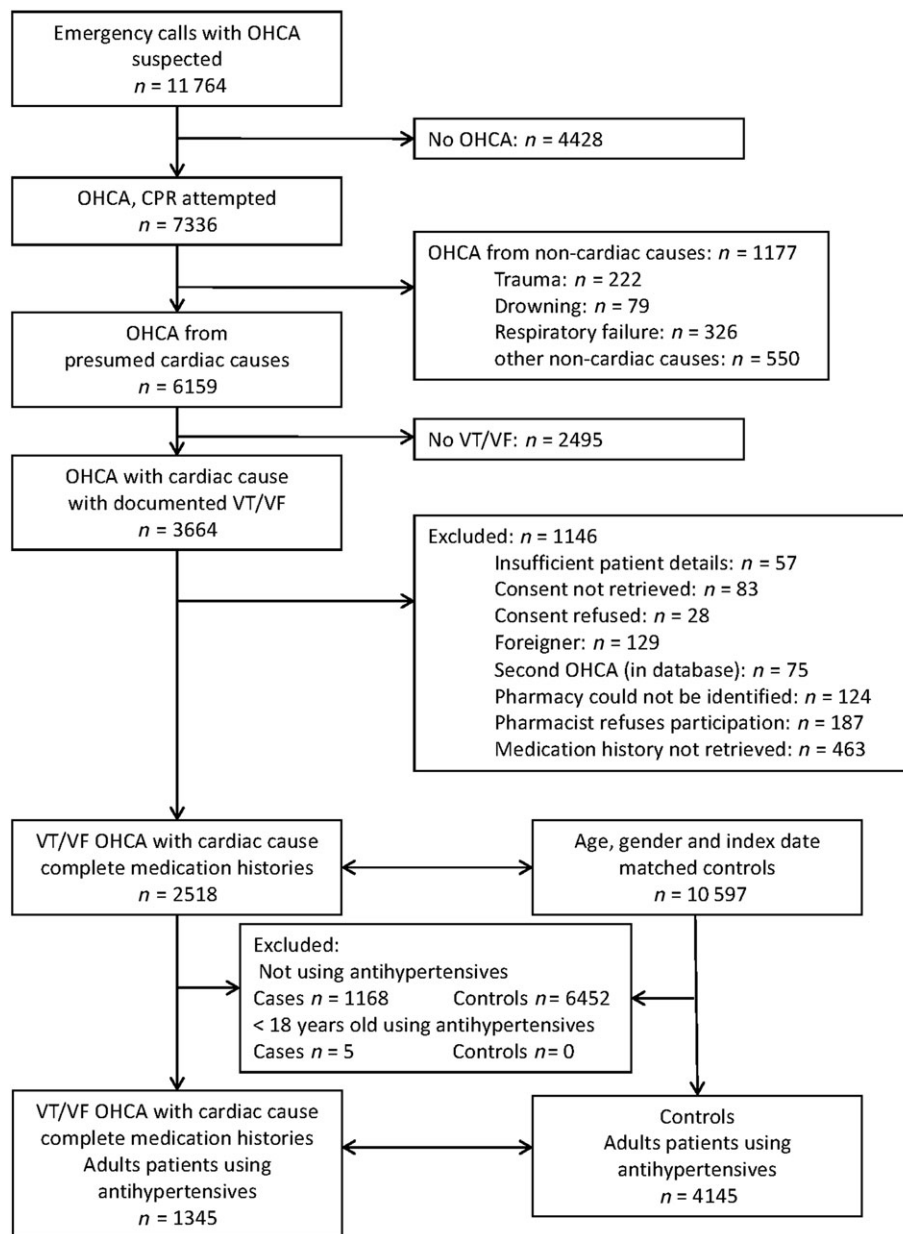 Emergency calls with OHCA
suspected
n = 11 764
No OHCA: n = 4428
OHCA, CPR attempted
n = 7336
OHCA from non-cardiac causes: n = 1177
Trauma: n = 222
Drowning: n = 79
Respiratory failure: n = 326
other non-cardiac causes: n = 550
OHCA from
presumed cardiac causes
n = 6159
No VT/VF: n = 2495
OHCA with cardiac cause
with documented VT/VF
n = 3664
Excluded: n = 1146
Insufficient patient details: n = 57
Consent not retrieved: n = 83
Consent refused: n = 28
Foreigner: n = 129
Second OHCA (in database): n = 75
Pharmacy could not be identified: n = 124
Pharmacist refuses participation: n = 187
Medication history not retrieved: n = 463
VT/VF OHCA with cardiac cause
complete medication histories
n = 2518
Age, gender and index date
matched controls
n = 10 597
Excluded:
Not using antihypertensives
Cases n = 1168 Controls n = 6452
< 18 years old using antihypertensives
Cases n = 5 Controls n = 0
VT/VF OHCA with cardiac cause
complete medication histories
Adults patients using
antihypertensives
n = 1345
Controls
Adults patients using
antihypertensives
n = 4145